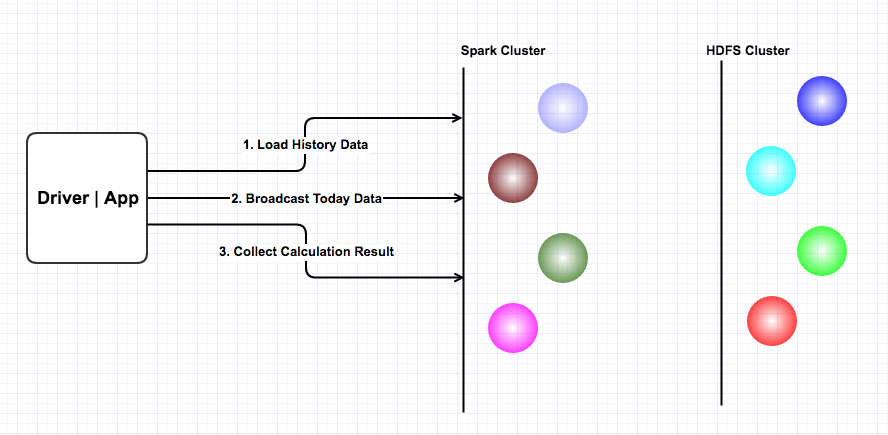 Spark Cluster
HDFS Cluster
1. Load History Data
Driver | App
2. Broadcast Today Data
3. Collect Calculation Result